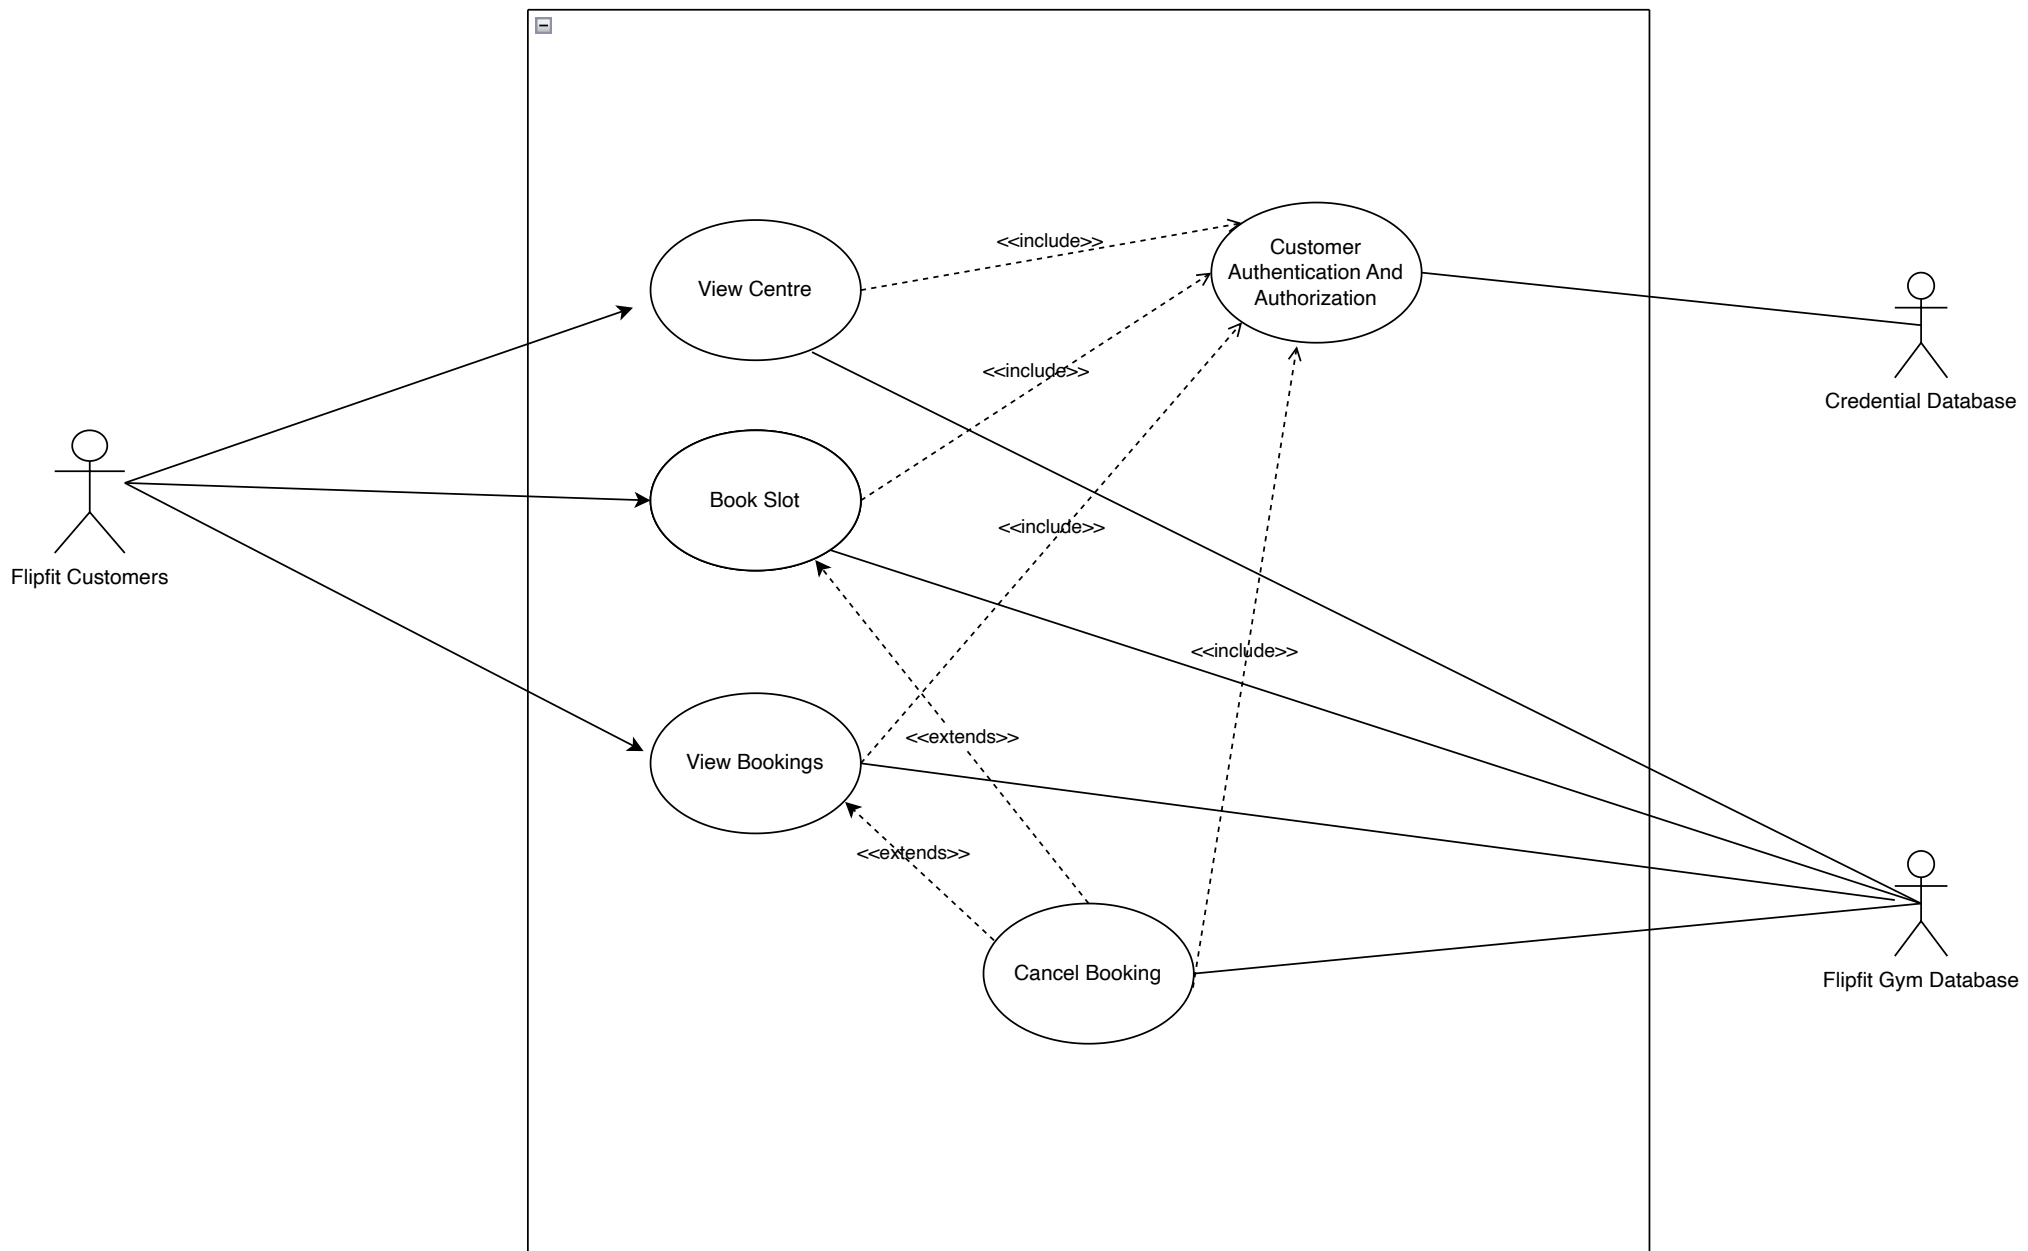 <<include>>
Customer
Authentication And
Authorization
View Centre
<<include>>
Credential Database
Book Slot
<<include>>
Flipfit Customers
<<include>>
<<extends>>
View Bookings
<<extends>>
Cancel Booking
Flipfit Gym Database